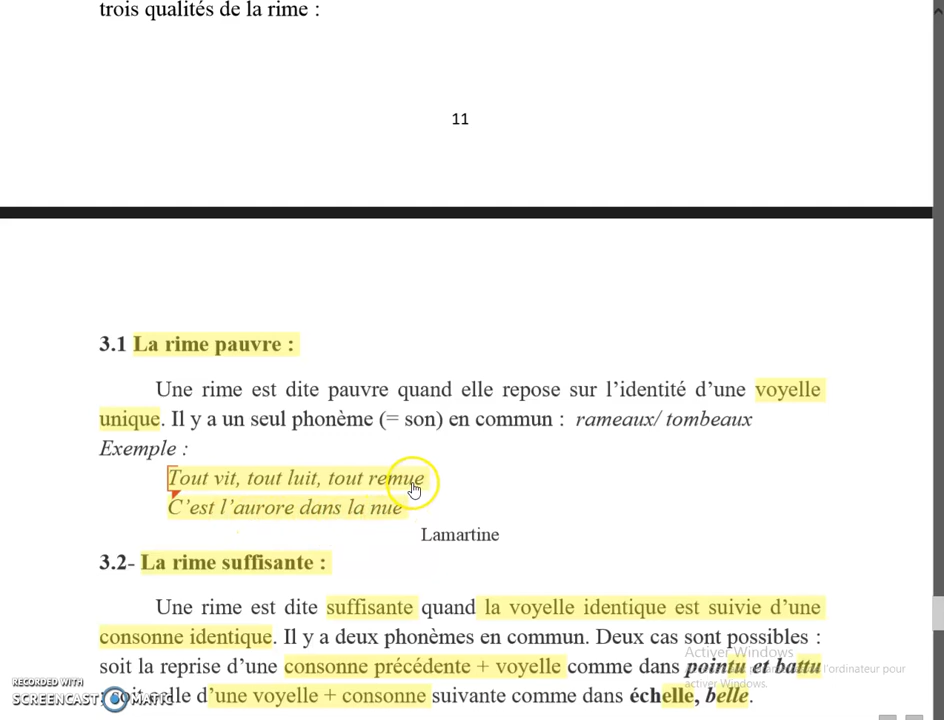 trois qualités de la rime :
11
3.1 La rime pauvre :
Une rime est dite pauvre quand elle repose sur l’identité d’une voyelle
unique. Il y a un seul phonème (= son) en commun : rameaux/ tombeaux
Exemple :
Tout vit, tout luit, tout remue
C’est l’aurore dans la nue
Lamartine
3.2- La rime suffisante :
Une rime est dite suffisante quand la voyelle identique est suivie d’une
consonne identique. Il y a deux phonèmes en commun. Deux cas sont possibles :
Activer Windows
soit la reprise d’une consonne précédente + voyelle comme dans pointu et battu
l'ordinateur pour
activer Windows.
RECORDED WITH
SCREENCAST-O-MATIC
soit celle d’une voyelle + consonne suivante comme dans échelle, belle.